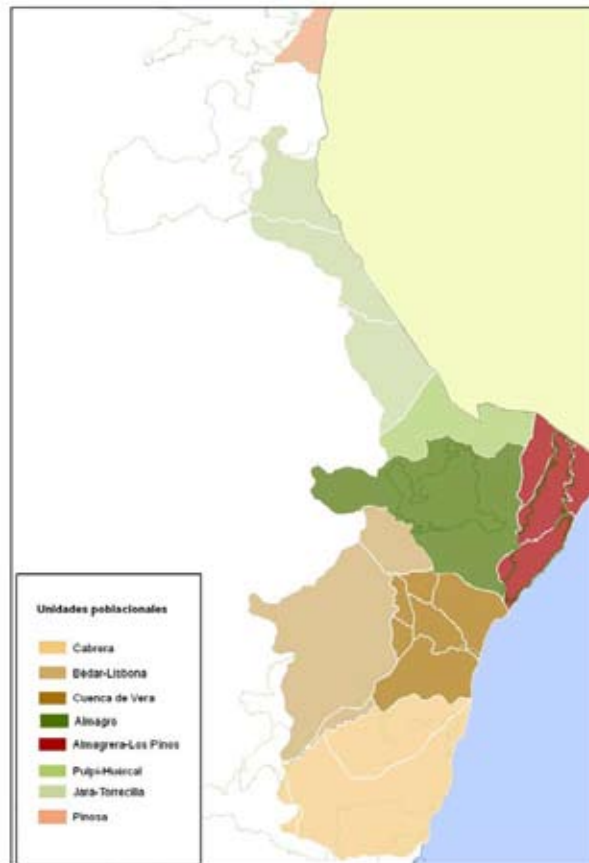 Unidades poblacionales
Cabrera
Bédar-Lisbona
Cuenca de Vera
Almagro
Almagrera-Los Pinos
Pulpí-Huércal
Jara-Torrecilla
Pinosa